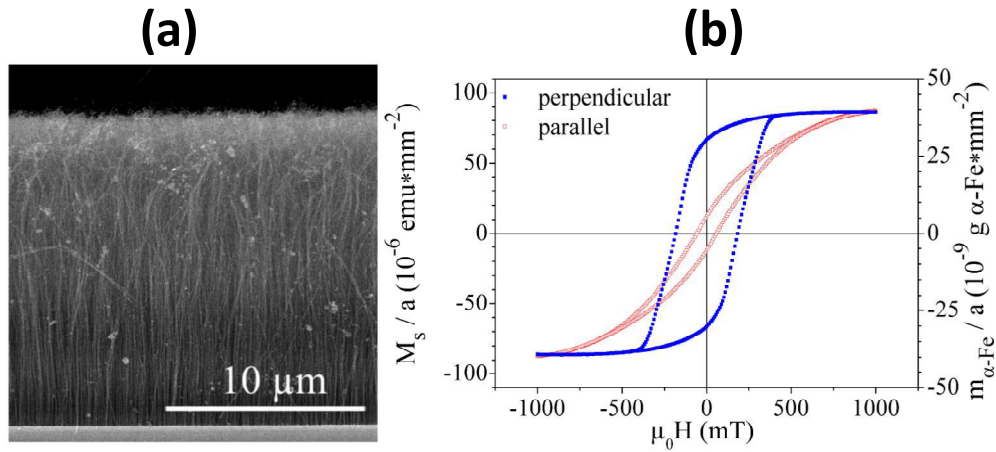 (a)
10 μm
(b)
M_s / a (10^-6 emu*mm^-2)
100
50
0
-50
-100
perpendicular
parallel
50
25
0
-25
-50
m_α-Fe / a (10^-9 g α-Fe*mm^-2)
-1000 -500 0 500 1000
μ_0H (mT)